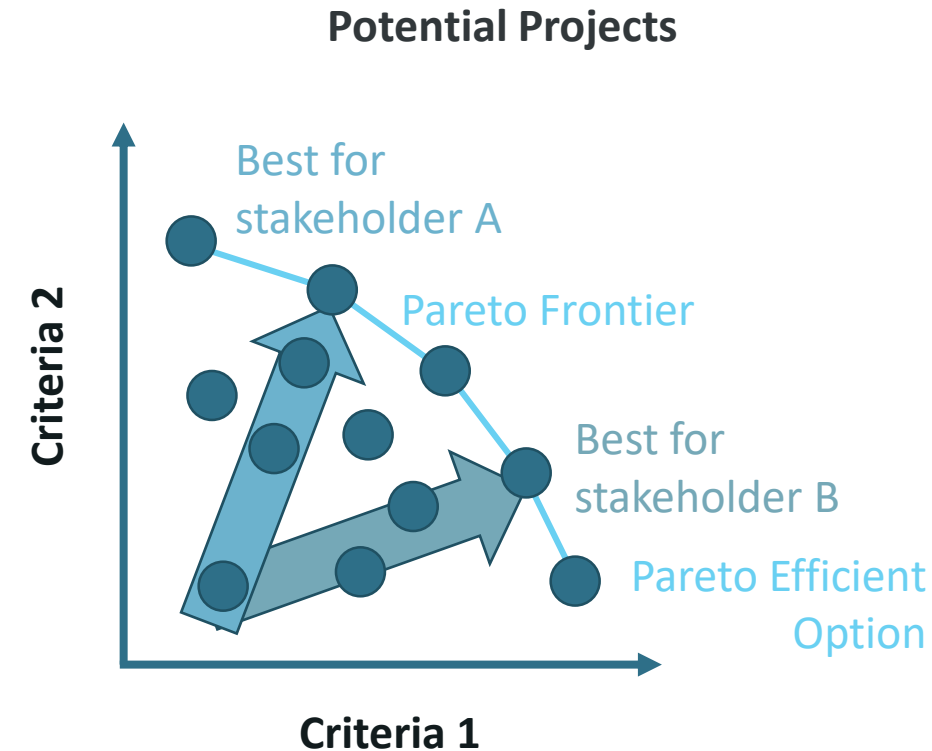 Potential Projects
Best for
stakeholder A
Pareto Frontier
Criteria 2
Best for
stakeholder B
Pareto Efficient
Option
Criteria 1